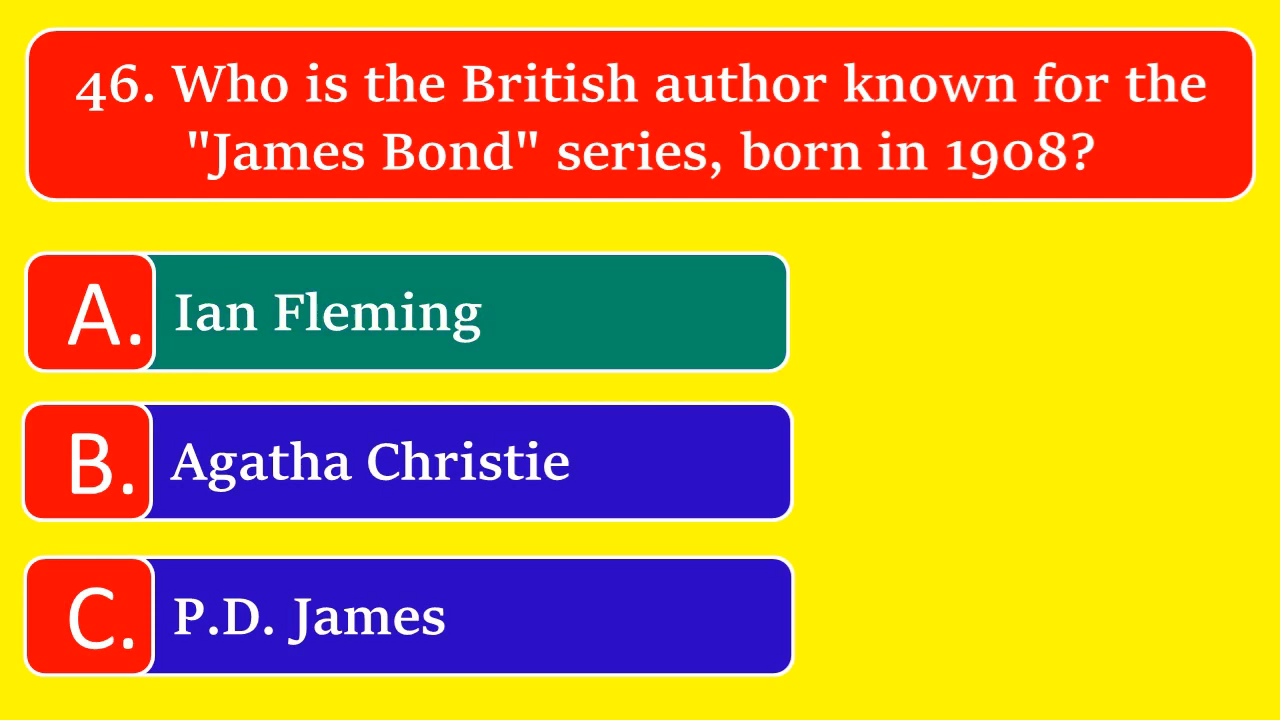 46. Who is the British author known for the
"James Bond" series, born in 1908?
A. Ian Fleming
B. Agatha Christie
C. P.D. James